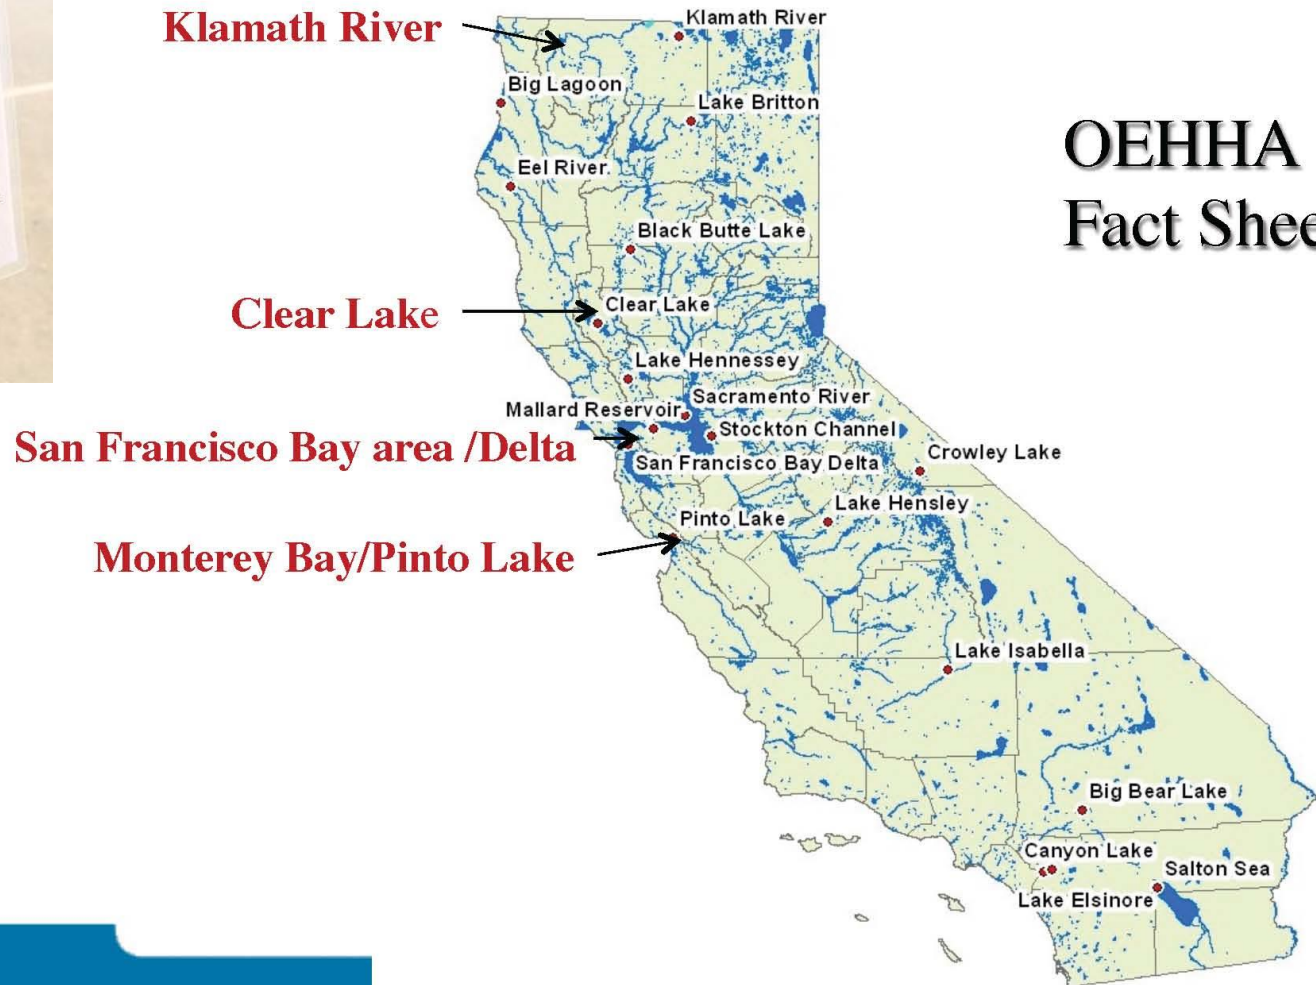 Klamath River
Klamath River
Big Lagoon
Lake Britton
OEHHA
Fact Shee
Eel River.
Black Butte Lake
Clear Lake
Clear Lake
Lake Hennessey
Sacramento River
Mallard Reservoir
Stockton Channel
San Francisco Bay area /Delta
San Francisco Bay Delta
Crowley Lake
Lake Hensley
Pinto Lake
Monterey Bay/Pinto Lake
Lake Isabella
Big Bear Lake
Canyon Lake
Salton Sea
Lake Elsinore